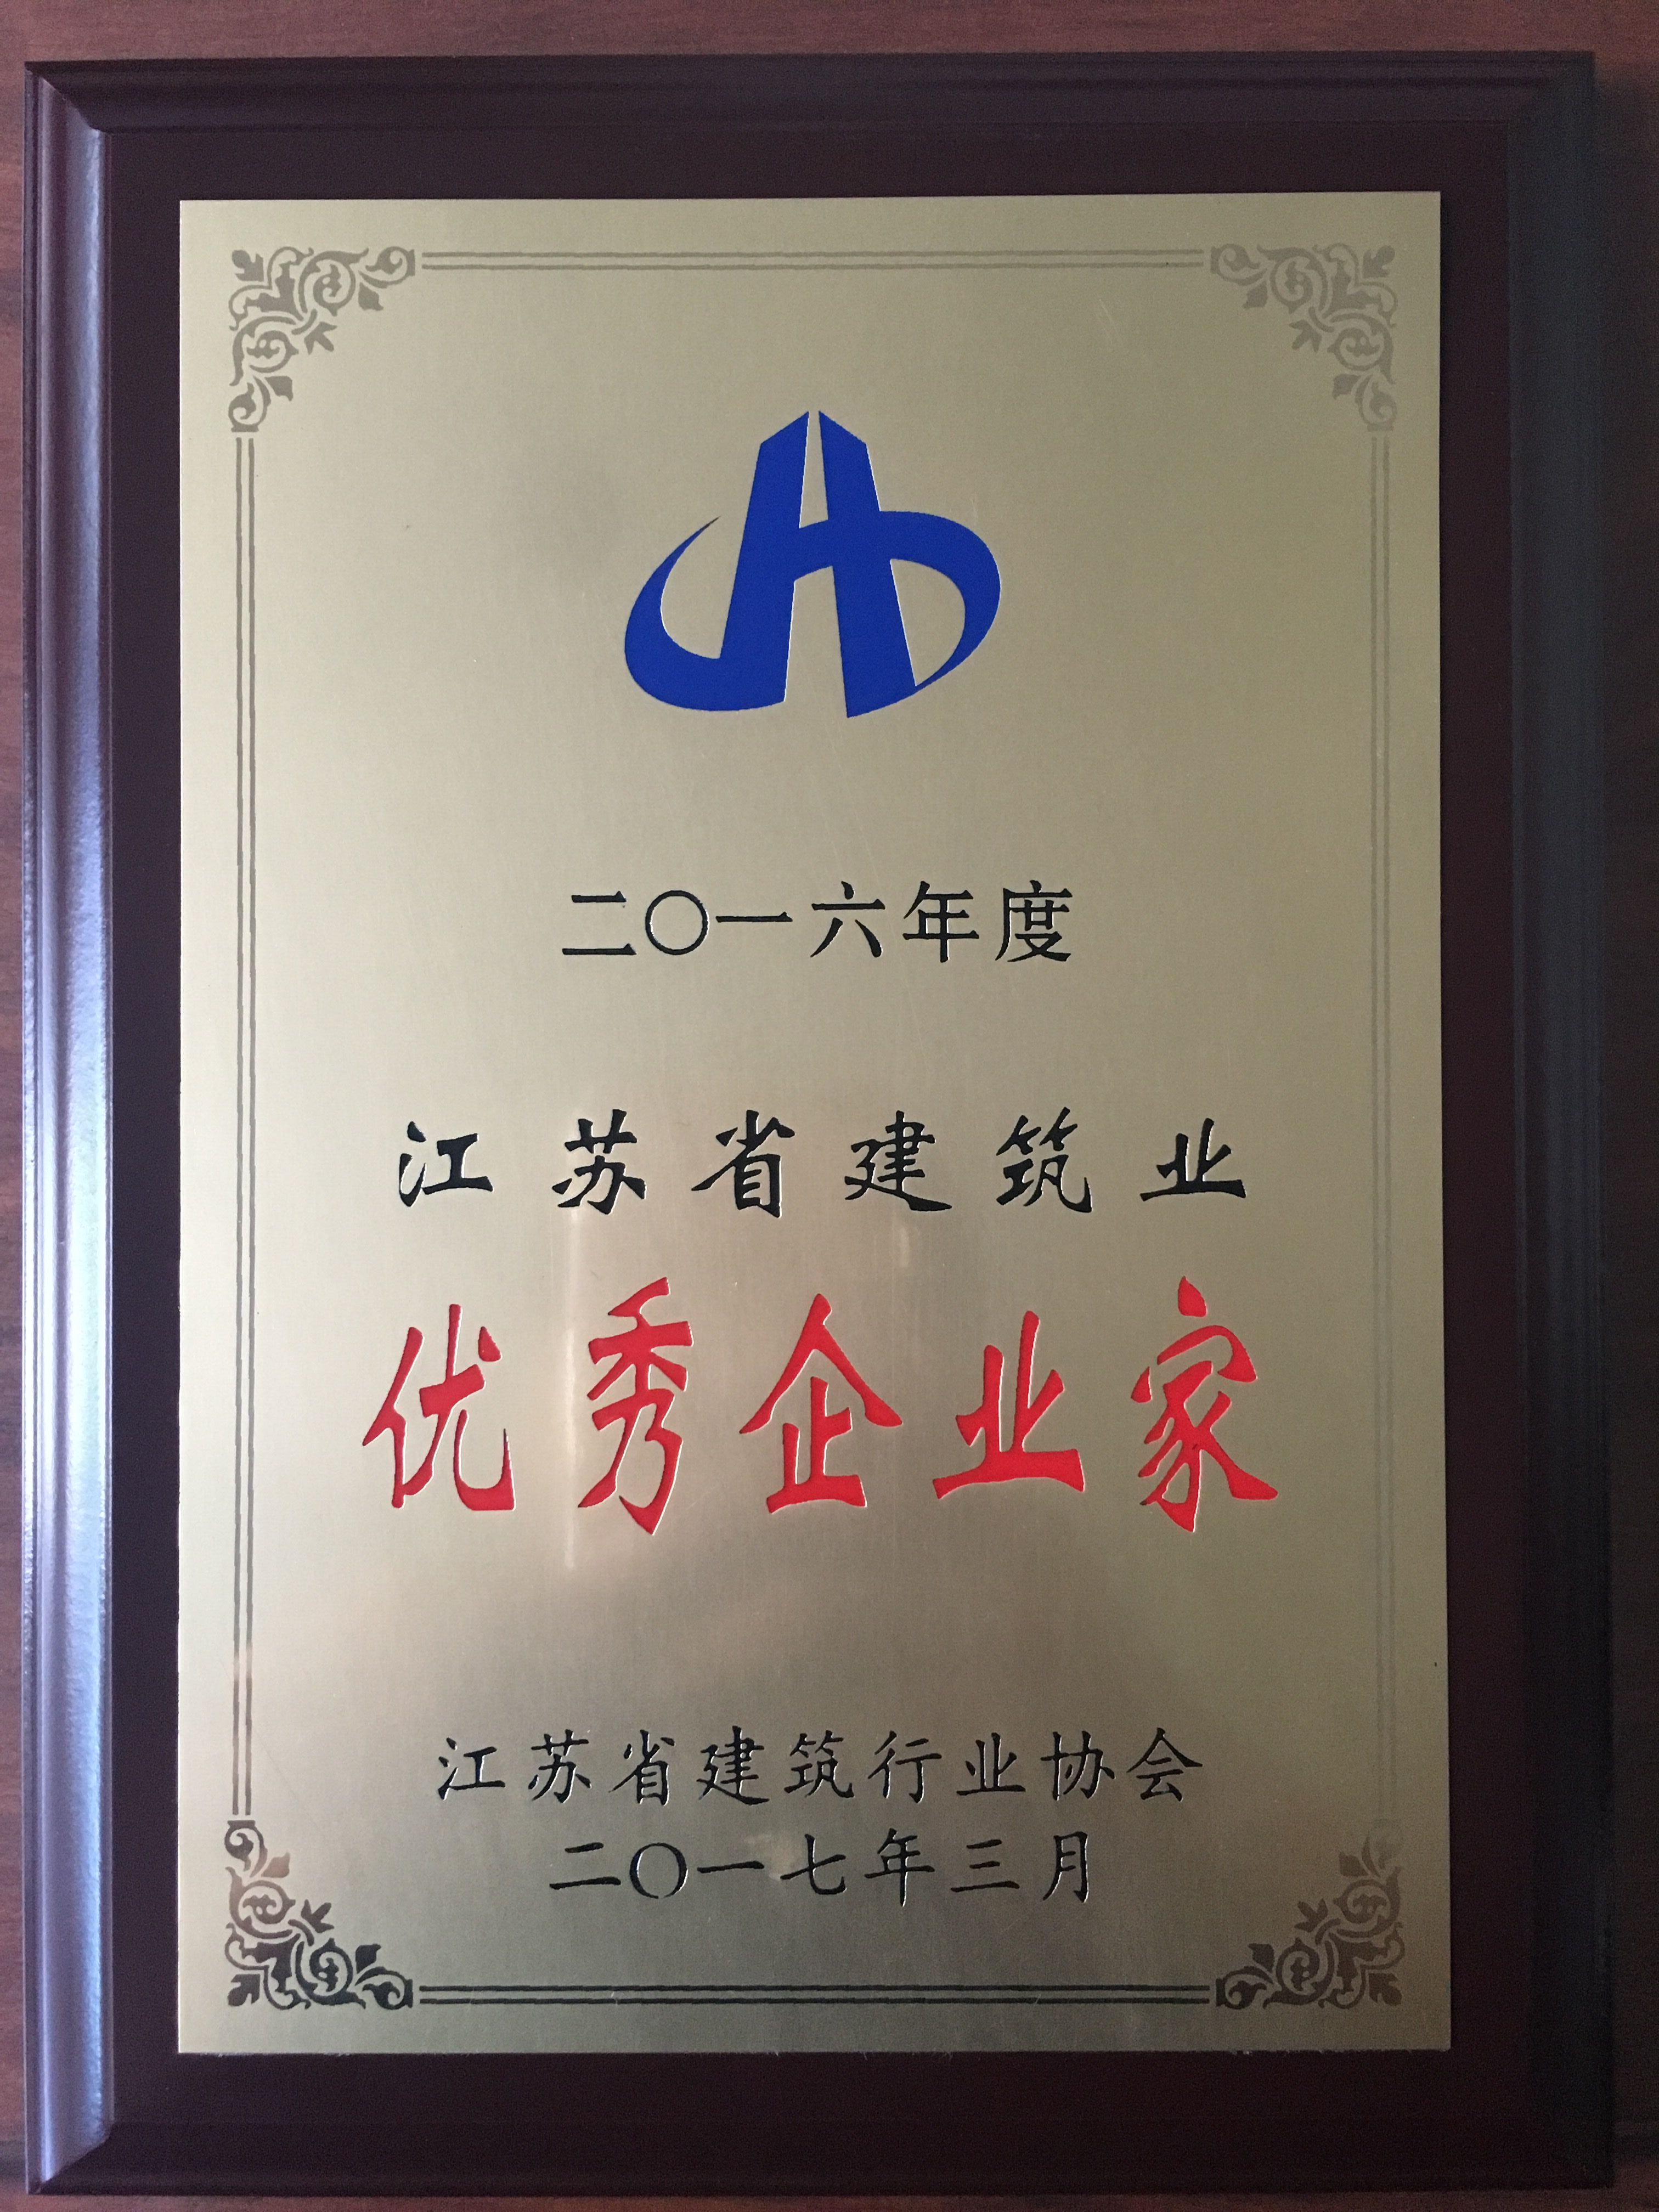 二〇一六年度
江苏省建筑业
优秀企业家
江苏省建筑行业协会
二〇一七年三月